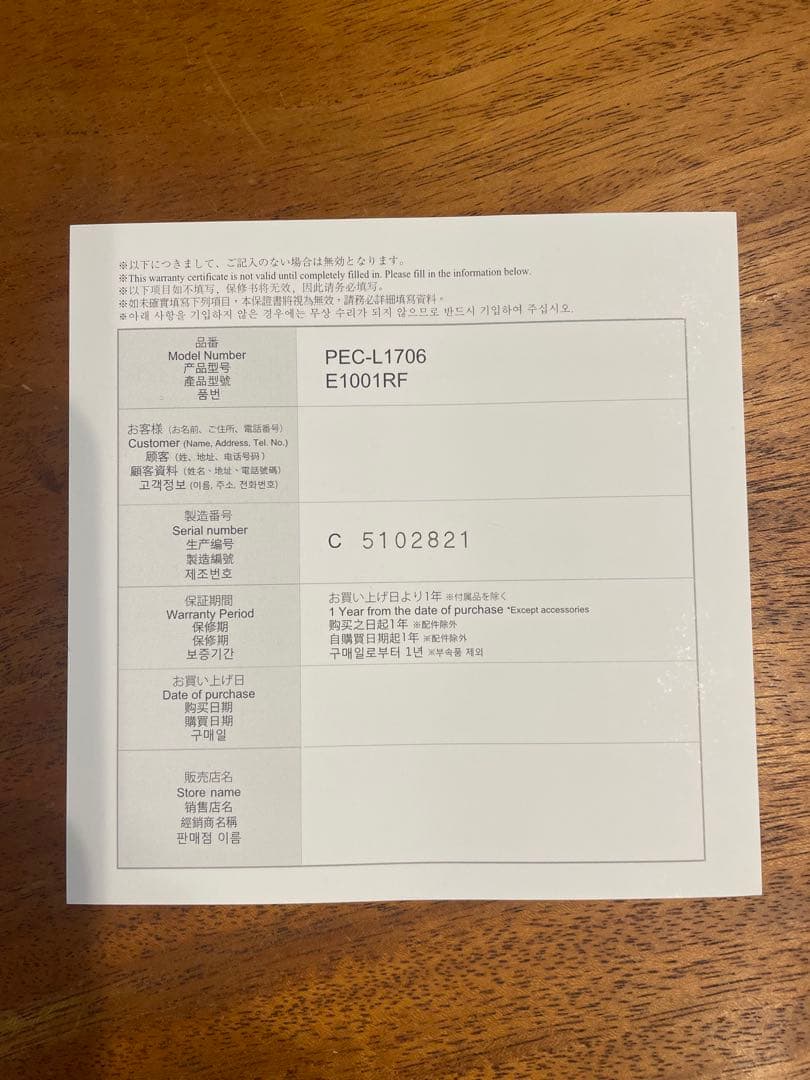 ※以下につきまして、ご記入のない場合は無効となります。
※This warranty certificate is not valid until completely filled in. Please fill in the information below.
※以下项目如不填写，保修书将无效，因此请务必填写。
※如未確實填寫下列項目，本保證書將視為無效，請務必詳細填寫資料。
※아래 사항을 기입하지 않은 경우에는 무상 수리가 되지 않으므로 반드시 기입하여 주십시오.
品番
Model Number
产品型号
產品型號
품번
PEC-L1706
E1001RF
お客様（お名前、ご住所、電話番号）
Customer (Name, Address, Tel. No.)
顾客（姓、地址、电话号码）
顧客資料（姓名、地址、電話號碼）
고객정보 (이름, 주소, 전화번호)
製造番号
Serial number
生产编号
製造編號
제조번호
C 5102821
保証期間
Warranty Period
保修期
保修期
보증기간
お買い上げ日より1年 ※付属品を除く
1 Year from the date of purchase *Except accessories
购买之日起1年 ※配件除外
自購買日期起1年 ※配件除外
구매일로부터 1년 ※부속품 제외
お買い上げ日
Date of purchase
购买日期
購買日期
구매일
販売店名
Store name
销售店名
經銷商名稱
판매점 이름